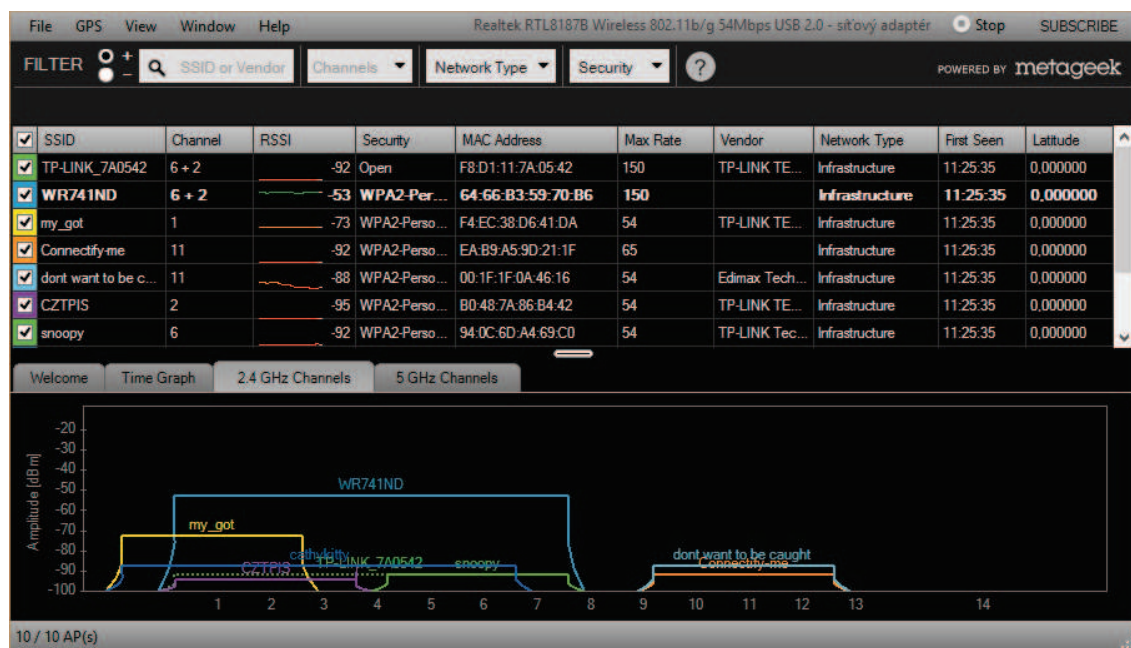 File GPS View Window Help Realtek RTL8187B Wireless 802.11b/g 54Mbps USB 2.0 - síťový adaptér Stop SUBSCRIBE
FILTER + − SSID or Vendor Channels Network Type Security ? POWERED BY metageek
SSID Channel RSSI Security MAC Address Max Rate Vendor Network Type First Seen Latitude
TP-LINK_7A0542 6 + 2 -92 Open F8:D1:11:7A:05:42 150 TP-LINK TE... Infrastructure 11:25:35 0,000000
WR741ND 6 + 2 -53 WPA2-Per... 64:66:B3:59:70:B6 150 Infrastructure 11:25:35 0,000000
my_got 1 -73 WPA2-Perso... F4:EC:38:D6:41:DA 54 TP-LINK TE... Infrastructure 11:25:35 0,000000
Connectify-me 11 -92 WPA2-Perso... EA:B9:A5:9D:21:1F 65 Infrastructure 11:25:35 0,000000
dont want to be c... 11 -88 WPA2-Perso... 00:1F:1F:0A:46:16 54 Edimax Tech... Infrastructure 11:25:35 0,000000
CZTPIS 2 -95 WPA2-Perso... B0:48:7A:86:B4:42 54 TP-LINK TE... Infrastructure 11:25:35 0,000000
snoopy 6 -92 WPA2-Perso... 94:0C:6D:A4:69:C0 54 TP-LINK Tec... Infrastructure 11:25:35 0,000000
Welcome Time Graph 2.4 GHz Channels 5 GHz Channels
Amplitude [dBm]
-20
-30
-40
-50
-60
-70
-80
-90
-100
WR741ND
my_got
cathykitty
CZTPIS TP-LINK_7A0542 snoopy
dont want to be caught
Connectify-me
1 2 3 4 5 6 7 8 9 10 11 12 13 14
10 / 10 AP(s)